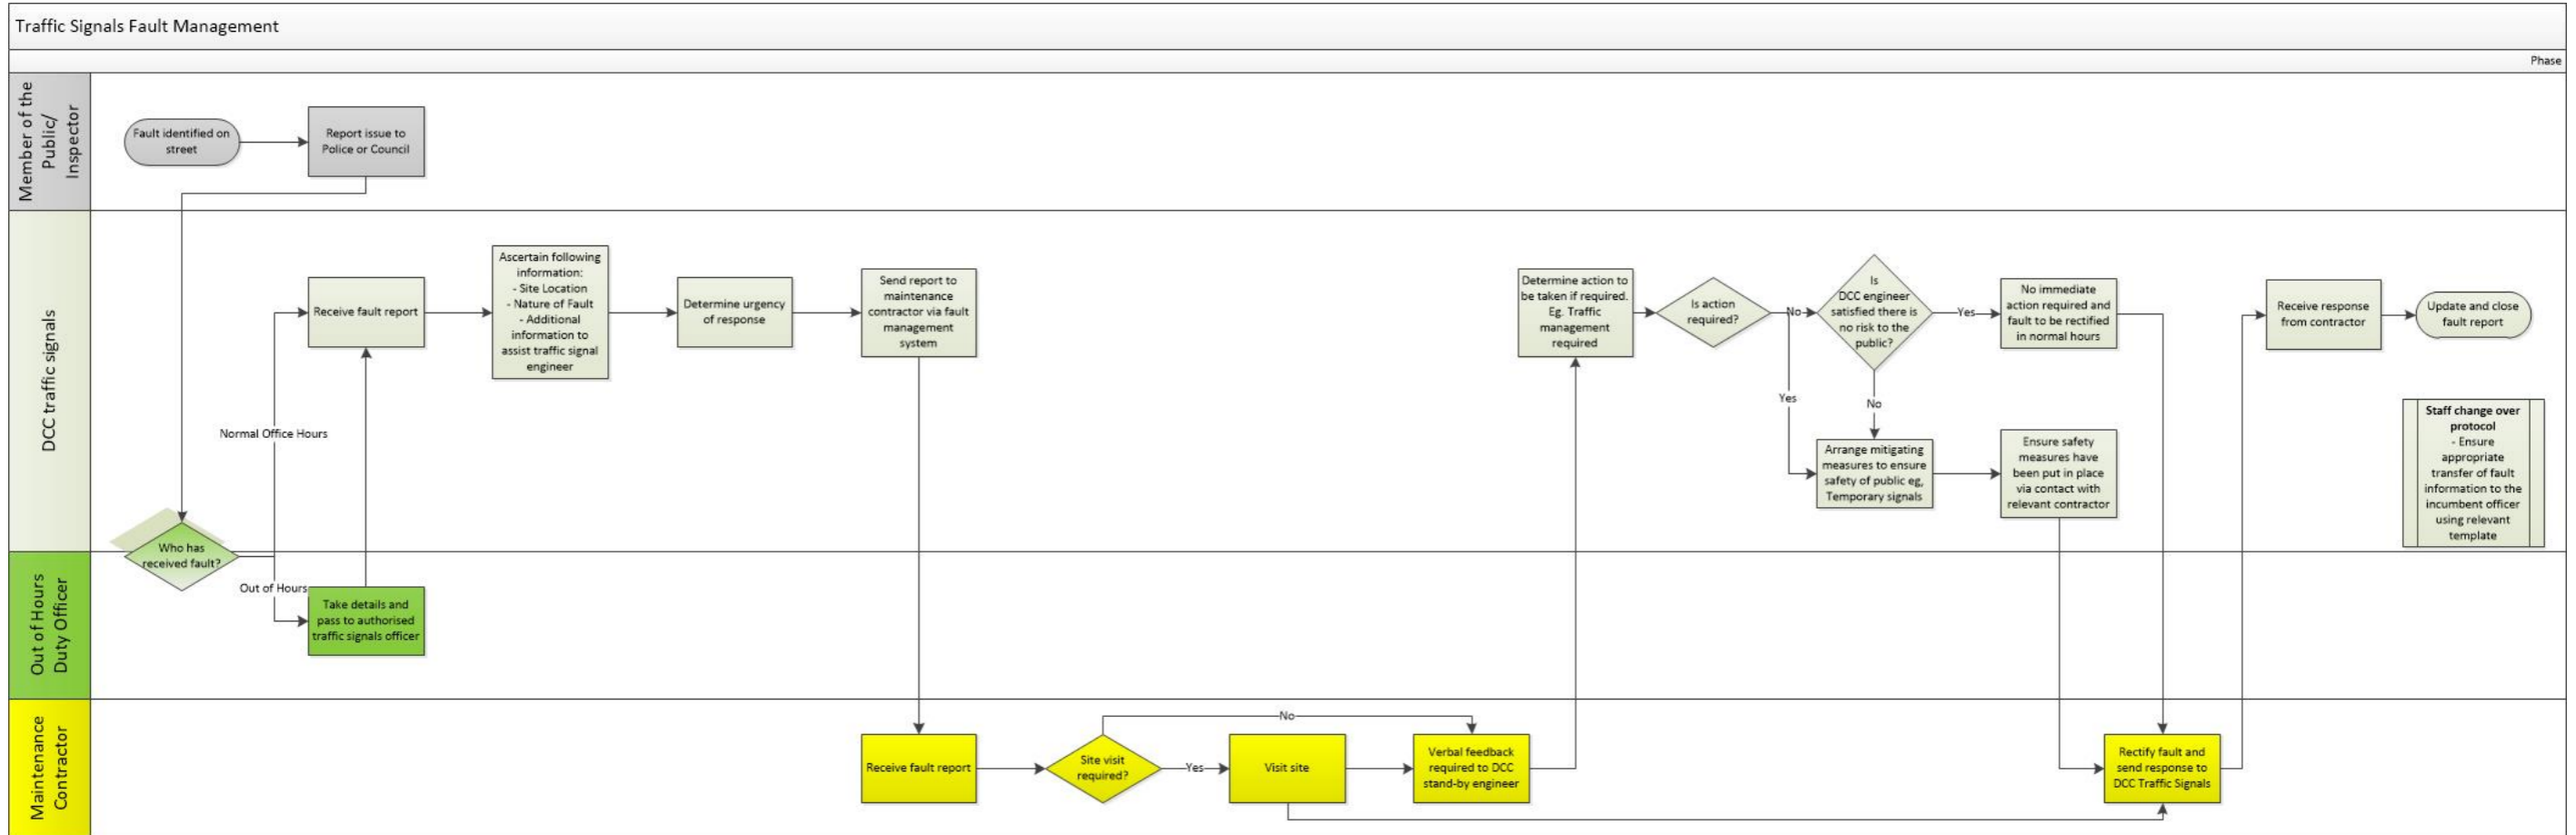 Traffic Signals Fault Management
Phase
Member of the
Public/
Inspector
Fault identified on
street
Report issue to
Police or Council
DCC traffic signals
Receive fault report
Ascertain following
information:
- Site Location
- Nature of Fault
- Additional
information to
assist traffic signal
engineer
Determine urgency
of response
Send report to
maintenance
contractor via fault
management
system
Determine action to
be taken if required.
Eg. Traffic
management
required
Is action
required?
No
Is
DCC engineer
satisfied there is
no risk to the
public?
Yes
No immediate
action required and
fault to be rectified
in normal hours
Receive response
from contractor
Update and close
fault report
Yes
No
Arrange mitigating
measures to ensure
safety of public eg,
Temporary signals
Ensure safety
measures have
been put in place
via contact with
relevant contractor
Staff change over
protocol
- Ensure
appropriate
transfer of fault
information to the
incumbent officer
using relevant
template
Normal Office Hours
Who has
received fault?
Out of Hours
Out of Hours
Duty Officer
Take details and
pass to authorised
traffic signals officer
Maintenance
Contractor
Receive fault report
Site visit
required?
No
Yes
Visit site
Verbal feedback
required to DCC
stand-by engineer
Rectify fault and
send response to
DCC Traffic Signals